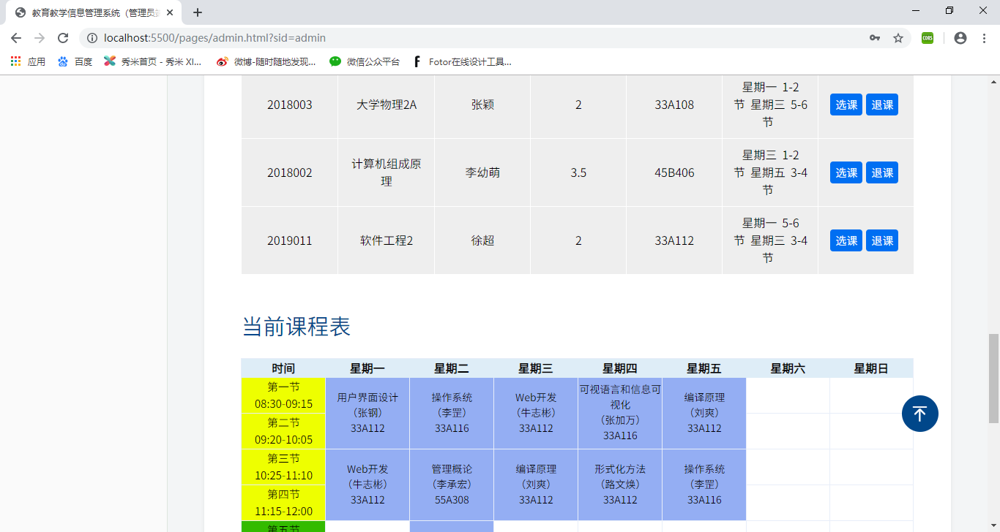 教育教学信息管理系统（管理员
localhost:5500/pages/admin.html?sid=admin
CORS
应用 百度 秀米首页 - 秀米 XI... 微博-随时随地发现... 微信公众平台 Fotor在线设计工具...
2018003 大学物理2A 张颖 2 33A108 星期一 1-2
节 星期三 5-6
节 选课 退课
2018002 计算机组成原
理 李幼萌 3.5 45B406 星期三 1-2
节 星期五 3-4
节 选课 退课
2019011 软件工程2 徐超 2 33A112 星期一 5-6
节 星期三 3-4
节 选课 退课
当前课程表
时间 星期一 星期二 星期三 星期四 星期五 星期六 星期日
第一节
08:30-09:15
第二节
09:20-10:05
用户界面设计
（张钢）
33A112
操作系统
（李罡）
33A116
Web开发
（牛志彬）
33A112
可视语言和信息可
视化
（张加万）
33A116
编译原理
（刘爽）
33A112
第三节
10:25-11:10
第四节
11:15-12:00
Web开发
（牛志彬）
33A112
管理概论
（李承宏）
55A308
编译原理
（刘爽）
33A112
形式化方法
（路文焕）
33A112
操作系统
（李罡）
33A116
第五节